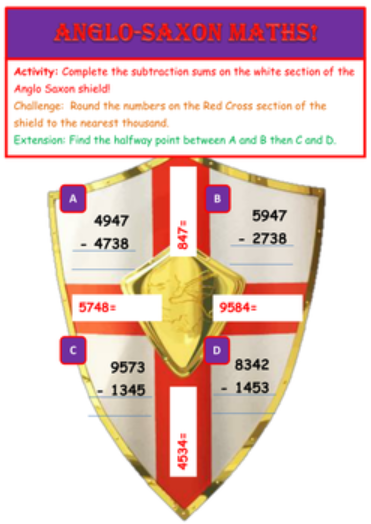 ANGLO-SAXON MATHS!
Activity: Complete the subtraction sums on the white section of the
Anglo Saxon shield!
Challenge: Round the numbers on the Red Cross section of the
shield to the nearest thousand.
Extension: Find the halfway point between A and B then C and D.
A
4947
- 4738
847=
B
5947
- 2738
5748=
9584=
C
9573
- 1345
D
8342
- 1453
4534=